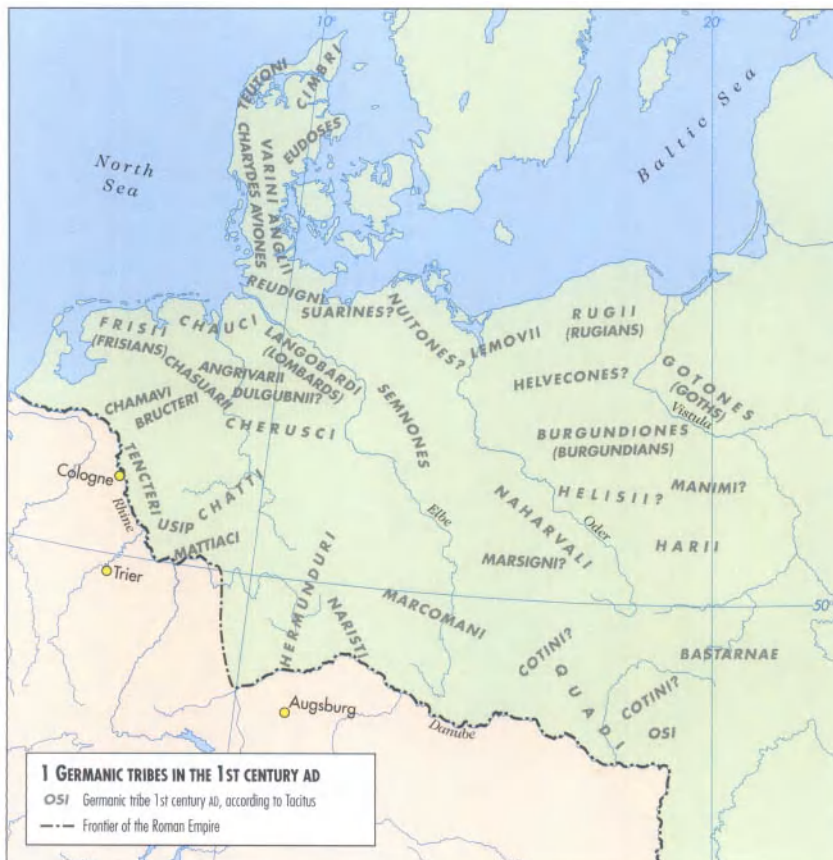 10°
20°
TEUTONI
CIMBRI
EUDOSES
VARINI
ANGLII
CHARYDES
AVIONES
North
Sea
Baltic Sea
REUDIGNI
SUARINES?
NUITONES?
LEMOVII
RUGII
(RUGIANS)
FRISII
(FRISIANS)
CHAUCI
LANGOBARDI
(LOMBARDS)
CHASUARII
ANGRIVARII
DULGUBNII?
HELVECONES?
GOTONES
(GOTHS)
Vistula
CHAMAVI
BRUCTERI
CHERUSCI
SEMNONES
BURGUNDIONES
(BURGUNDIANS)
TENCTERI
Cologne
Rhine
USIP
CHATTI
MATTIACI
Elbe
NAHARVALI
Oder
HELISII?
MANIMI?
HARII
MARSIGNI?
Trier
HERMUNDURI
NARISTI
MARCOMANI
50°
COTINI?
QUADI
COTINI?
OSI
BASTARNAE
Augsburg
Danube
1 GERMANIC TRIBES IN THE 1ST CENTURY AD
OSI Germanic tribe 1st century AD, according to Tacitus
Frontier of the Roman Empire